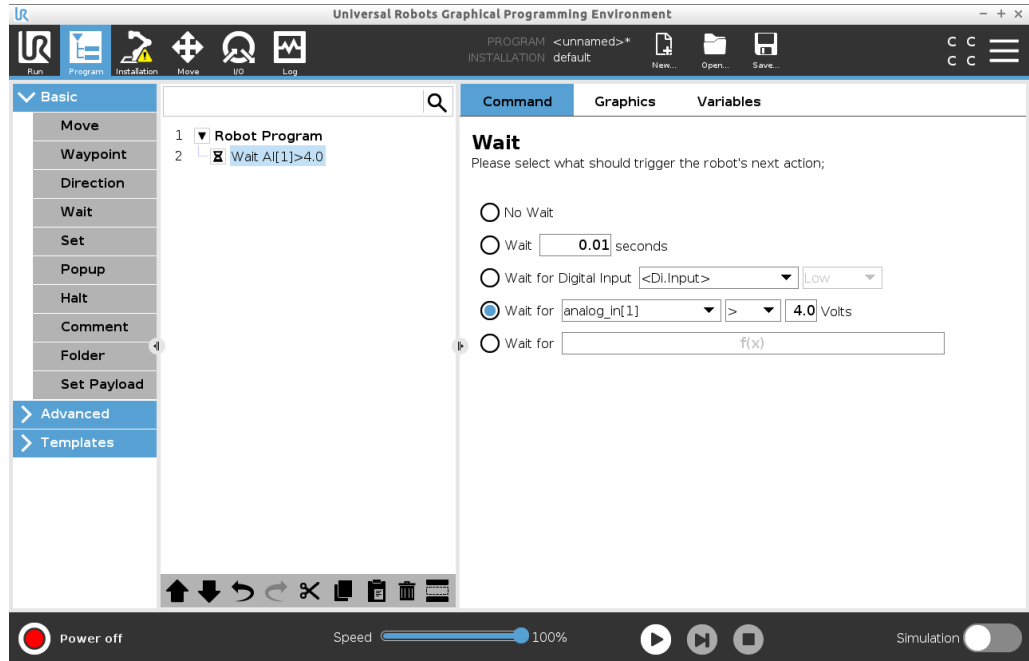 UR Universal Robots Graphical Programming Environment
UR Run Program Installation Move I/O Log PROGRAM <unnamed>* INSTALLATION default New... Open... Save... C C C C
Basic
Move
Waypoint
Direction
Wait
Set
Popup
Halt
Comment
Folder
Set Payload
Advanced
Templates
1 Robot Program
2 Wait AI[1]>4.0
Command Graphics Variables
Wait
Please select what should trigger the robot's next action;
No Wait
Wait 0.01 seconds
Wait for Digital Input <Di.Input> Low
Wait for analog_in[1] > 4.0 Volts
Wait for f(x)
Power off Speed 100% Simulation